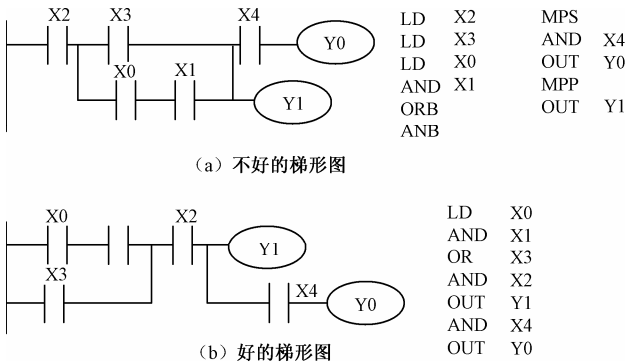 X2 X3 X4
Y0
X0 X1
Y1
LD X2
LD X3
LD X0
AND X1
ORB
ANB
MPS
AND X4
OUT Y0
MPP
OUT Y1
（a）不好的梯形图
X0 X2
Y1
X3
X4
Y0
LD X0
AND X1
OR X3
AND X2
OUT Y1
AND X4
OUT Y0
（b）好的梯形图